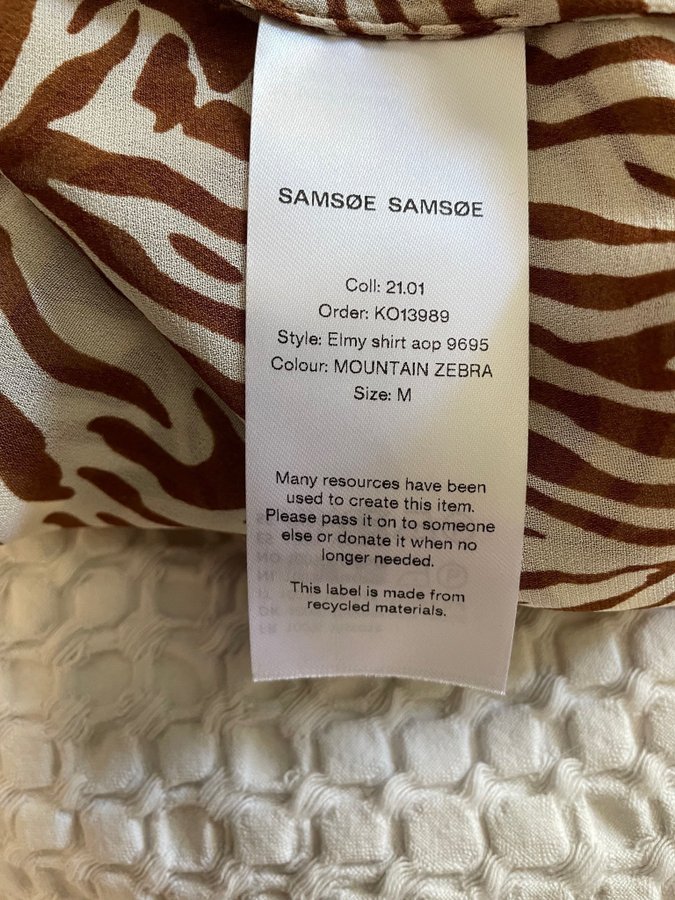 SAMSØE SAMSØE
Coll: 21.01
Order: KO13989
Style: Elmy shirt aop 9695
Colour: MOUNTAIN ZEBRA
Size: M
Many resources have been
used to create this item.
Please pass it on to someone
else or donate it when no
longer needed.
This label is made from
recycled materials.